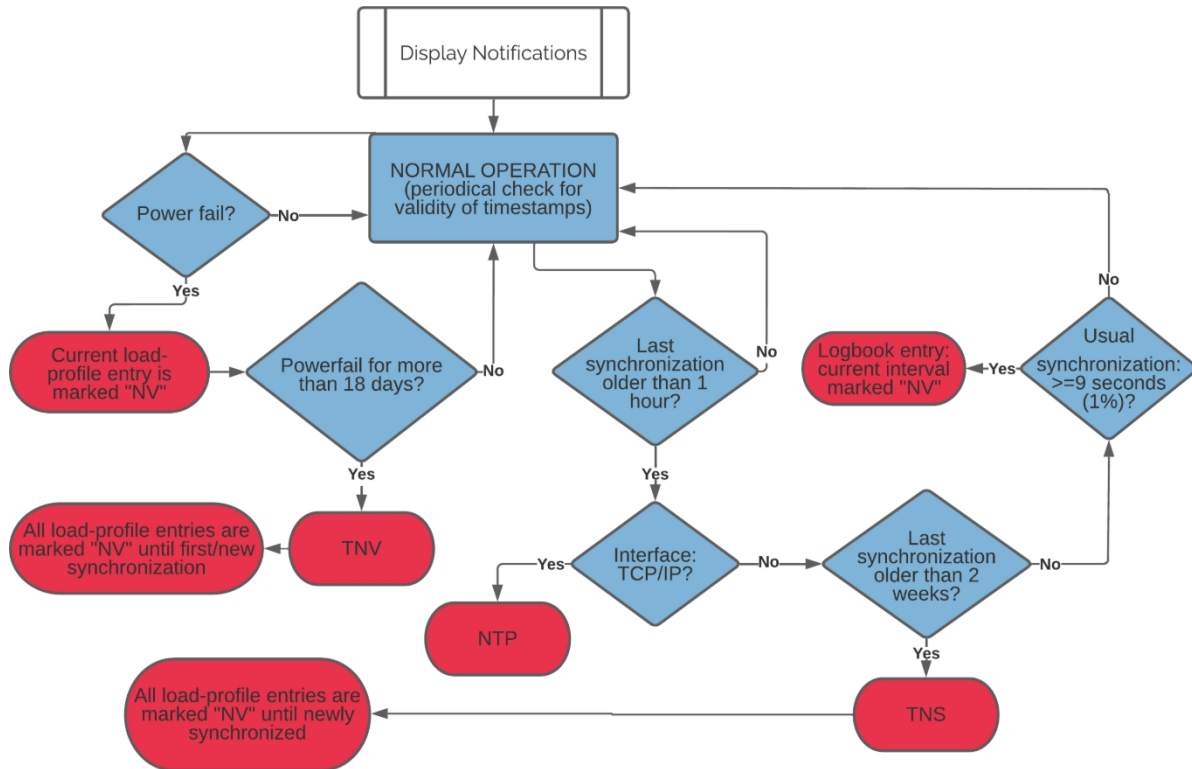 Display Notifications
NORMAL OPERATION
(periodical check for
validity of timestamps)
Power fail?
No
Yes
Current load-
profile entry is
marked "NV"
Powerfail for more
than 18 days?
No
Yes
TNV
All load-profile entries are
marked "NV" until first/new
synchronization
Last
synchronization
older than 1
hour?
No
Yes
Interface:
TCP/IP?
Yes
NTP
No
Last
synchronization
older than 2
weeks?
No
Yes
TNS
All load-profile entries are
marked "NV" until newly
synchronized
Usual
synchronization:
>=9 seconds
(1%)?
No
Yes
Logbook entry:
current interval
marked "NV"